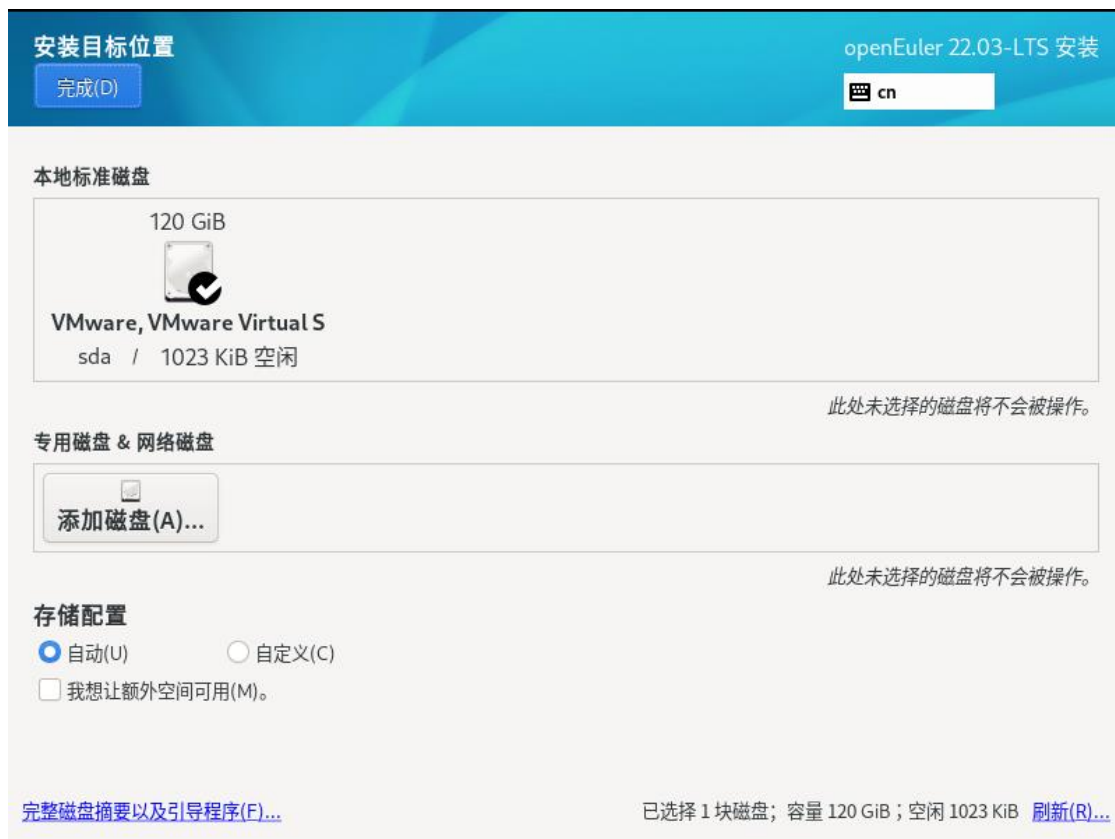 安装目标位置
openEuler 22.03-LTS 安装
完成(D)
cn
本地标准磁盘
120 GiB
VMware, VMware Virtual S
sda / 1023 KiB 空闲
此处未选择的磁盘将不会被操作。
专用磁盘 & 网络磁盘
添加磁盘(A)...
此处未选择的磁盘将不会被操作。
存储配置
自动(U) 自定义(C)
我想让额外空间可用(M)。
完整磁盘摘要以及引导程序(F)... 已选择 1 块磁盘；容量 120 GiB；空闲 1023 KiB 刷新(R)...